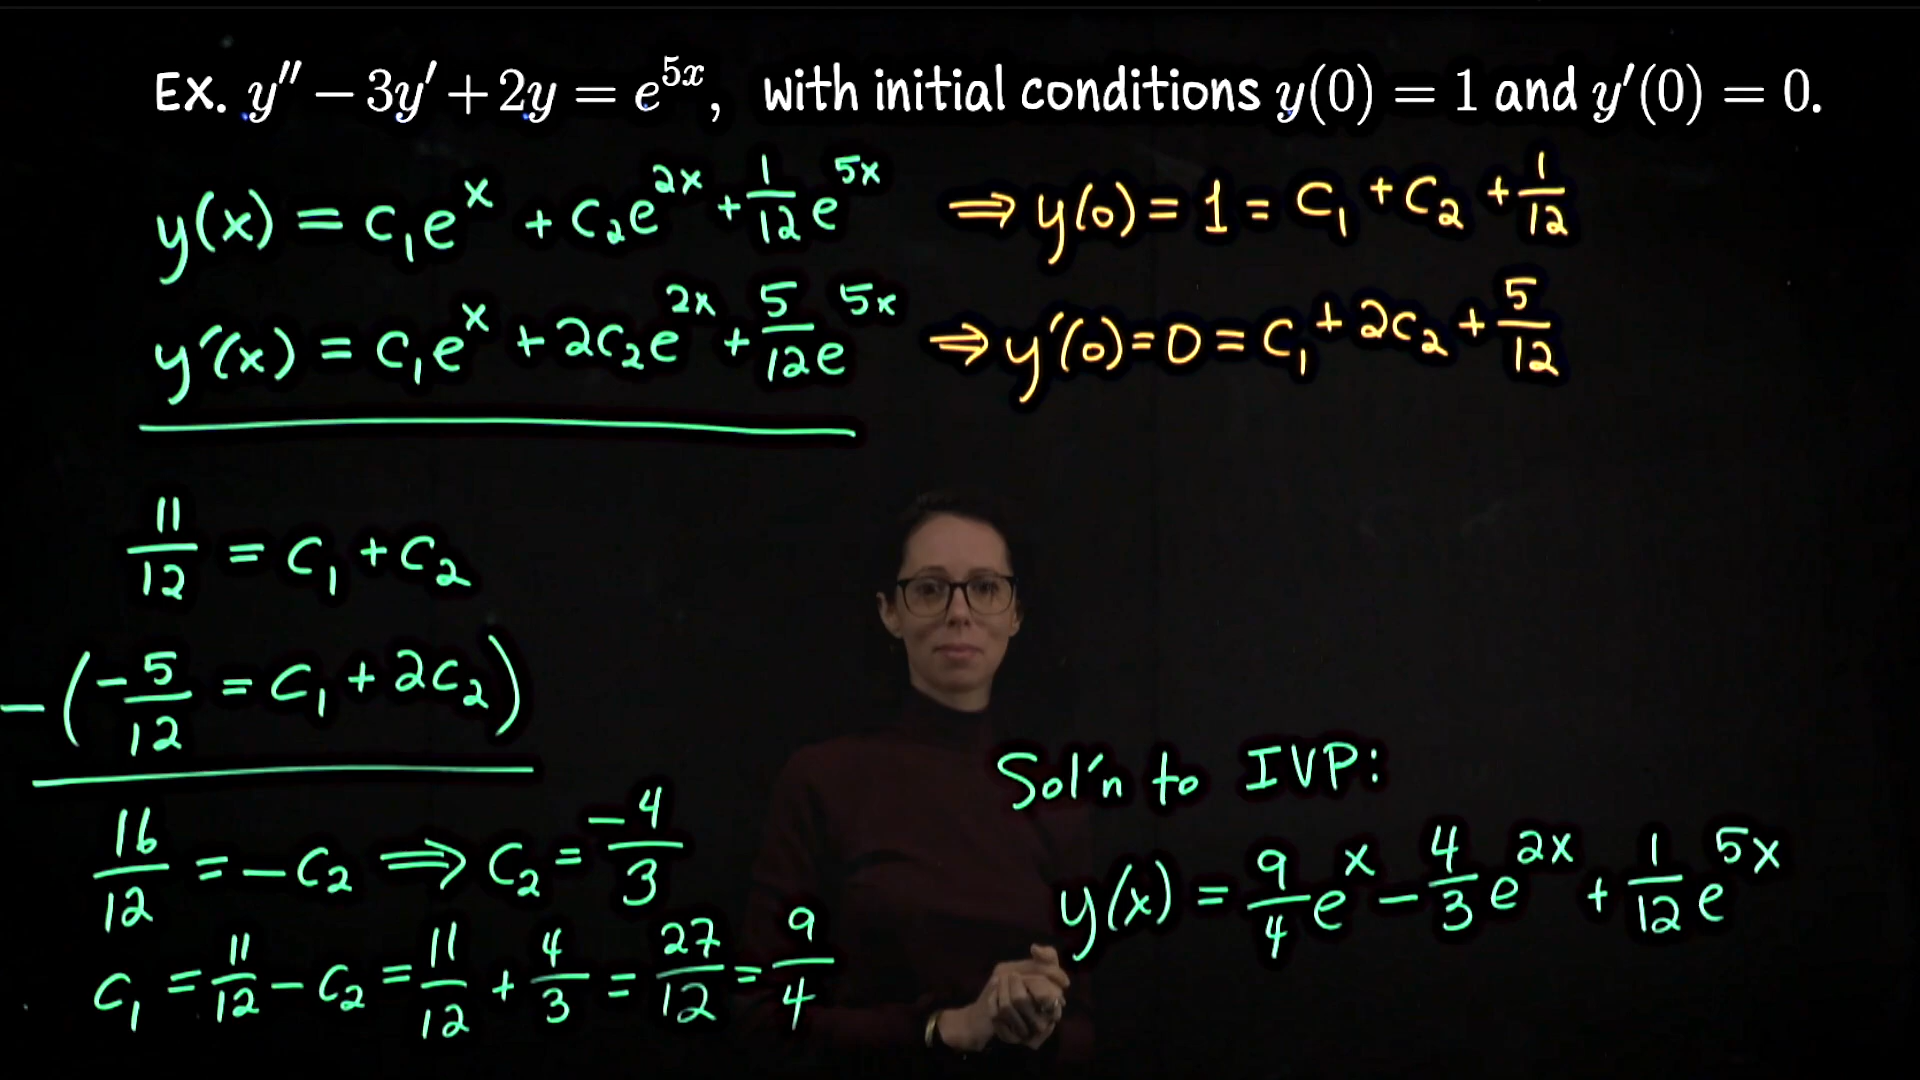 EX. y'' − 3y' + 2y = e^{5x}, with initial conditions y(0) = 1 and y'(0) = 0.
y(x) = c₁e^x + c₂e^{2x} + 1/12 e^{5x} ⟹ y(0) = 1 = c₁ + c₂ + 1/12
y'(x) = c₁e^x + 2c₂e^{2x} + 5/12 e^{5x} ⟹ y'(0) = 0 = c₁ + 2c₂ + 5/12
11/12 = c₁ + c₂
−(−5/12 = c₁ + 2c₂)
16/12 = −c₂ ⟹ c₂ = −4/3
c₁ = 11/12 − c₂ = 11/12 + 4/3 = 27/12 = 9/4
Sol'n to IVP:
y(x) = 9/4 e^x − 4/3 e^{2x} + 1/12 e^{5x}